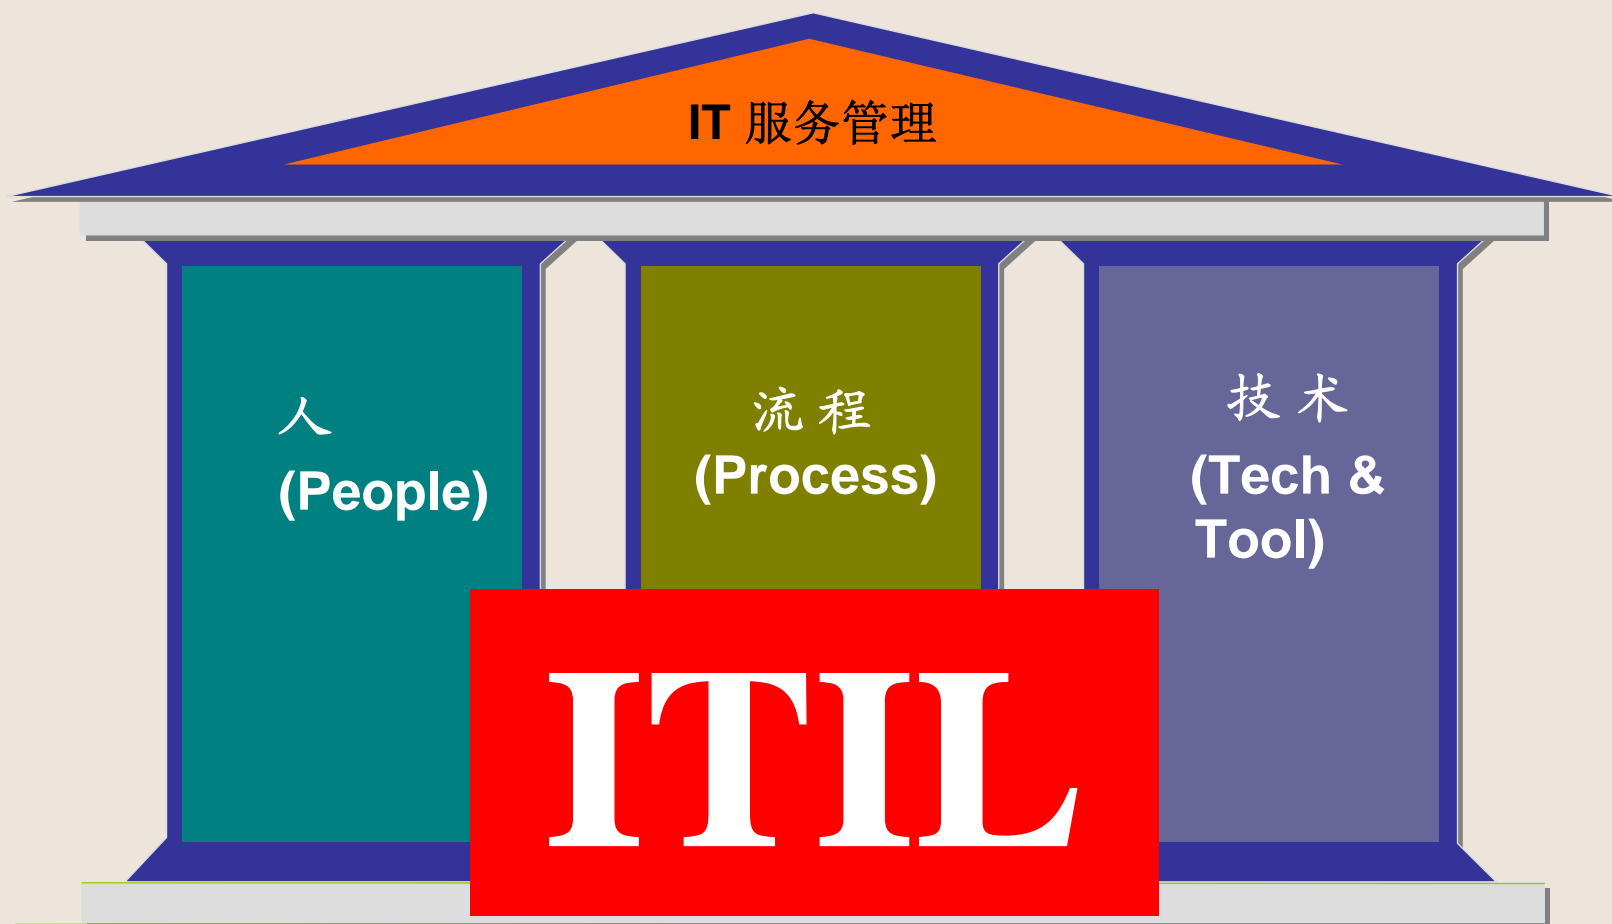 IT 服务管理
人
(People)
流 程
(Process)
技 术
(Tech &
Tool)
ITIL